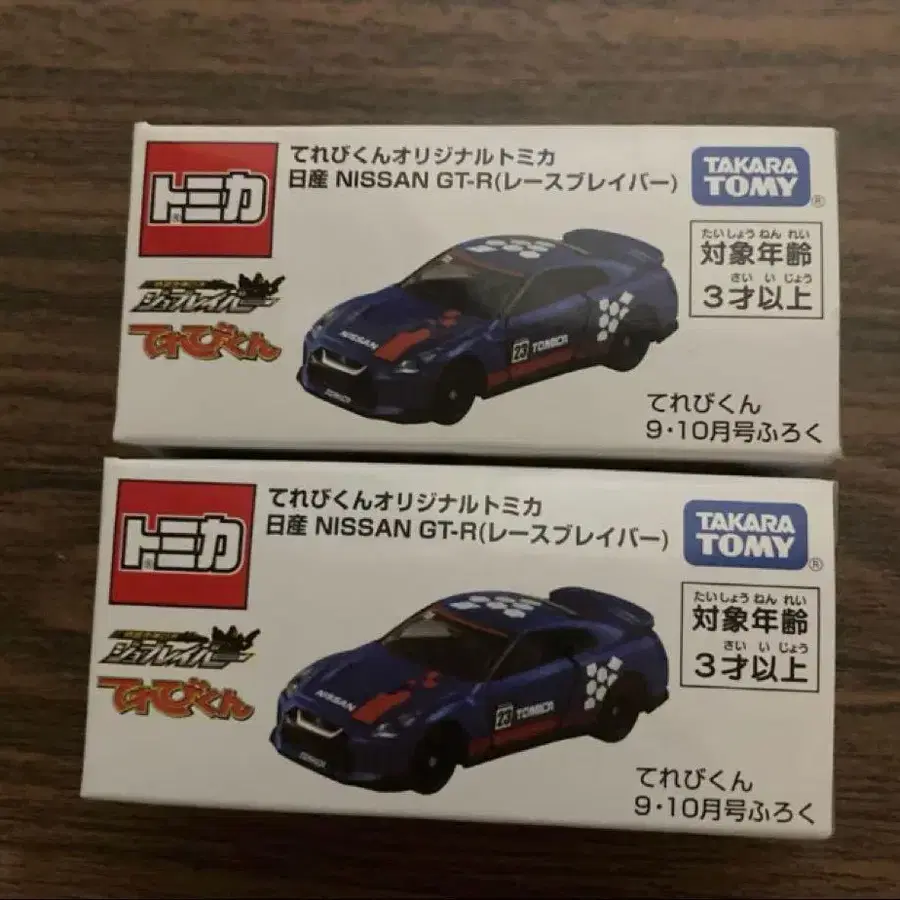 トミカ
®
てれびくんオリジナルトミカ
日産 NISSAN GT-R(レースブレイバー)
TAKARA
TOMY
®
たいしょう ねん れい
対象年齢
さい い じょう
3才以上
ジョブレイバー
てれびくん
NISSAN
23 TOMICA
TOMICA
てれびくん
9・10月号ふろく
トミカ
®
てれびくんオリジナルトミカ
日産 NISSAN GT-R(レースブレイバー)
TAKARA
TOMY
®
たいしょう ねん れい
対象年齢
さい い じょう
3才以上
ジョブレイバー
てれびくん
NISSAN
23 TOMICA
TOMICA
てれびくん
9・10月号ふろく